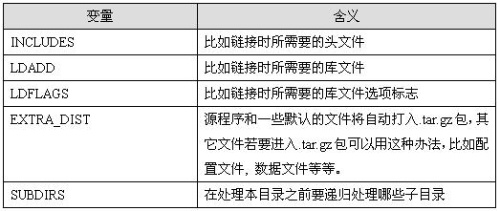 变量 含义
INCLUDES 比如链接时所需要的头文件
LDADD 比如链接时所需要的库文件
LDFLAGS 比如链接时所需要的库文件选项标志
EXTRA_DIST 源程序和一些默认的文件将自动打入.tar.gz包,其
它文件若要进入.tar.gz包可以用这种办法,比如配
置文件, 数据文件等等。
SUBDIRS 在处理本目录之前要递归处理哪些子目录